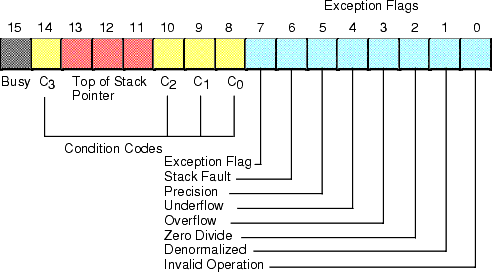 Exception Flags
15 14 13 12 11 10 9 8 7 6 5 4 3 2 1 0
Busy C3 Top of Stack Pointer C2 C1 C0
Condition Codes
Exception Flag
Stack Fault
Precision
Underflow
Overflow
Zero Divide
Denormalized
Invalid Operation